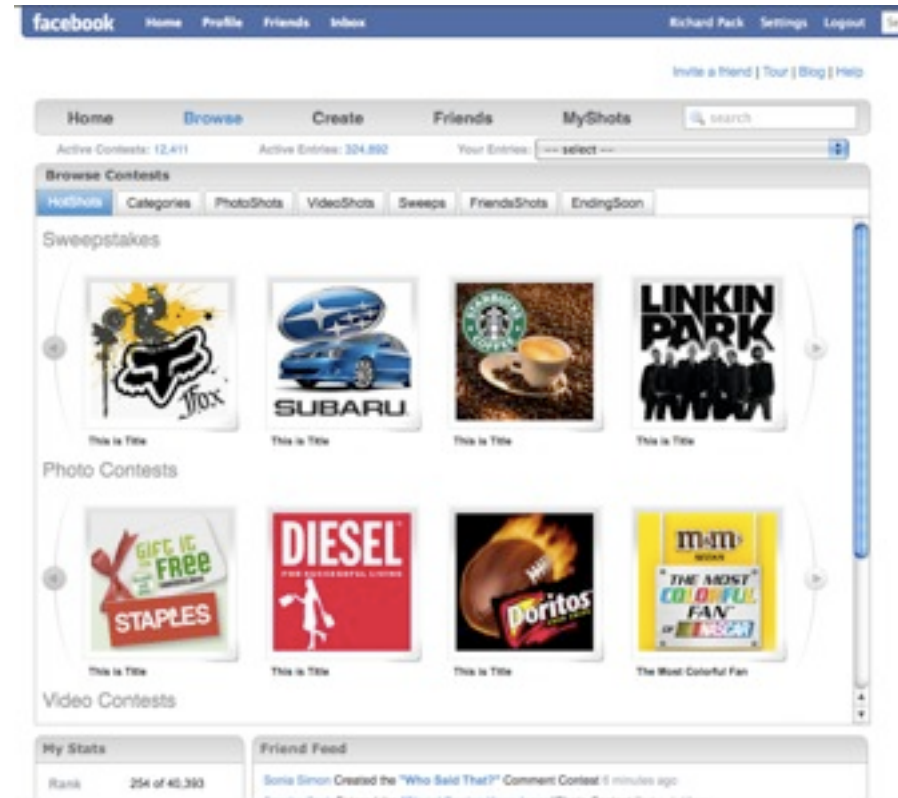 facebook Home Profile Friends Inbox Richard Pack Settings Logout
Invite a friend | Tour | Blog | Help
Home Browse Create Friends MyShots search
Active Contests: 12,411 Active Entries: 324,892 Your Entries: --- select ---
Browse Contests
HotShots Categories PhotoShots VideoShots Sweeps FriendsShots EndingSoon
Sweepstakes
Fox
SUBARU
STARBUCKS COFFEE
LINKIN PARK
This is Title This is Title This is Title This is Title
Photo Contests
GIFT IT FREE
STAPLES
DIESEL
FOR SUCCESSFUL LIVING
Doritos
m&m's
THE MOST
COLORFUL
FAN
OF NASCAR
This is Title This is Title This is Title The Most Colorful Fan
Video Contests
My Stats Friend Feed
Rank 254 of 40,393 Sonia Simon Created the "Who Said That?" Comment Contest 6 minutes ago